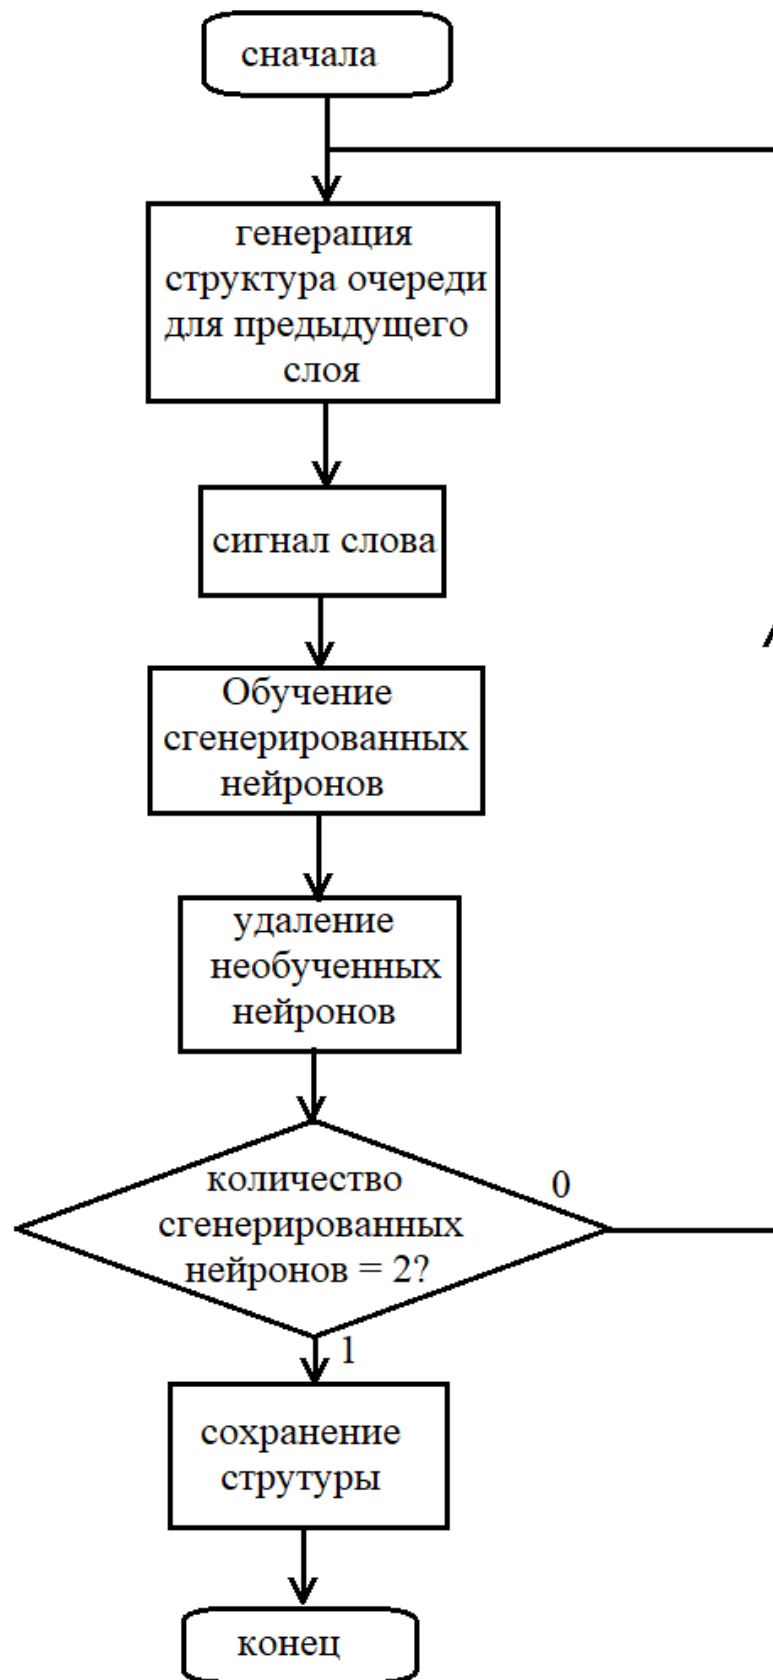 сначала
генерация
структура очереди
для предыдущего
слоя
сигнал слова
Обучение
сгенерированных
нейронов
удаление
необученных
нейронов
количество
сгенерированных
нейронов = 2?
0
1
сохранение
струтуры
конец